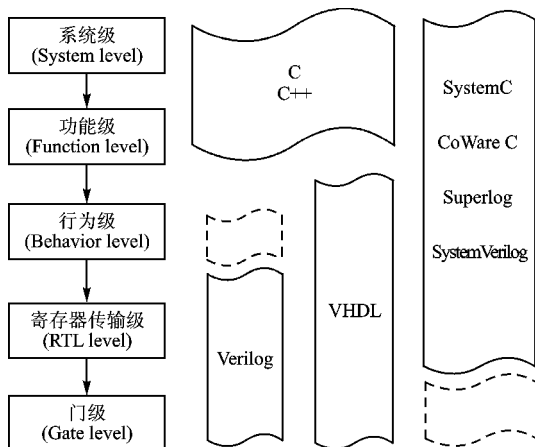 系统级
(System level)
功能级
(Function level)
行为级
(Behavior level)
寄存器传输级
(RTL level)
门级
(Gate level)
C
C++
Verilog
VHDL
SystemC
CoWare C
Superlog
SystemVerilog